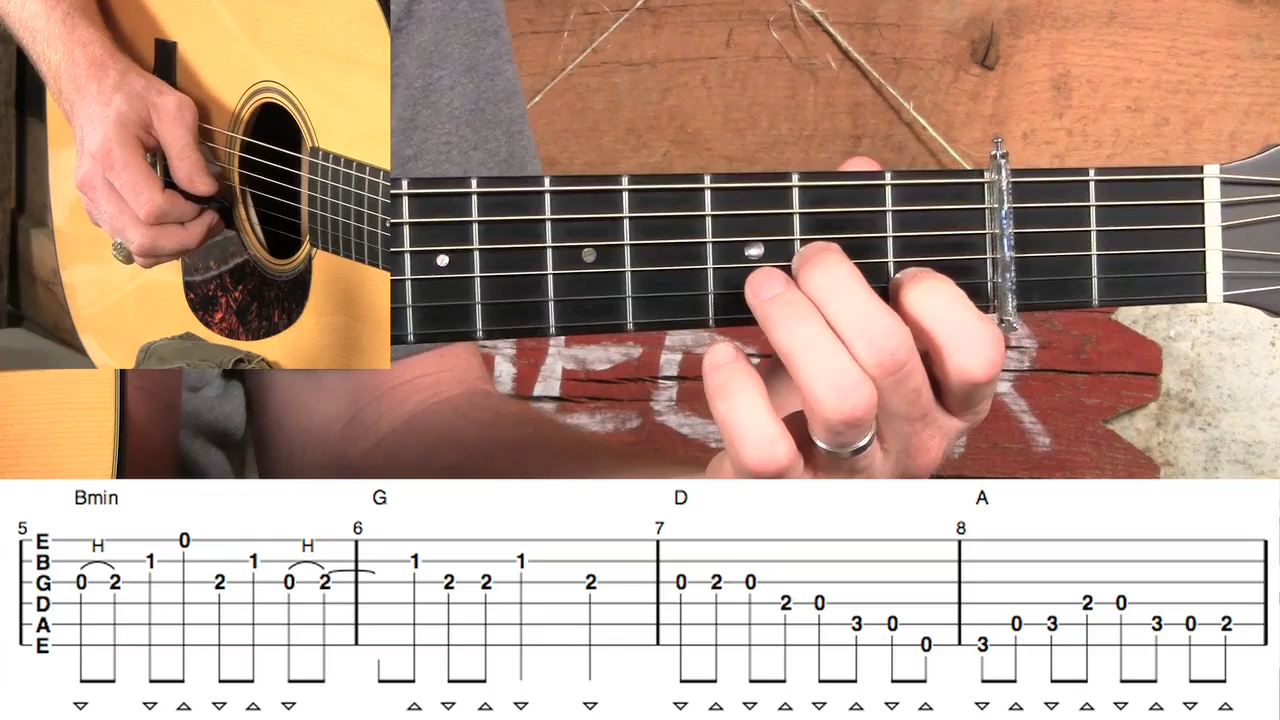 Bmin G D A
5 6 7 8
H H
E 0
B 1 1 1 1
G 0 2 2 0 2 2 2 2 0 2 0
D 2 0 2 0
A 3 0 0 3 3 0 2
E 0 3